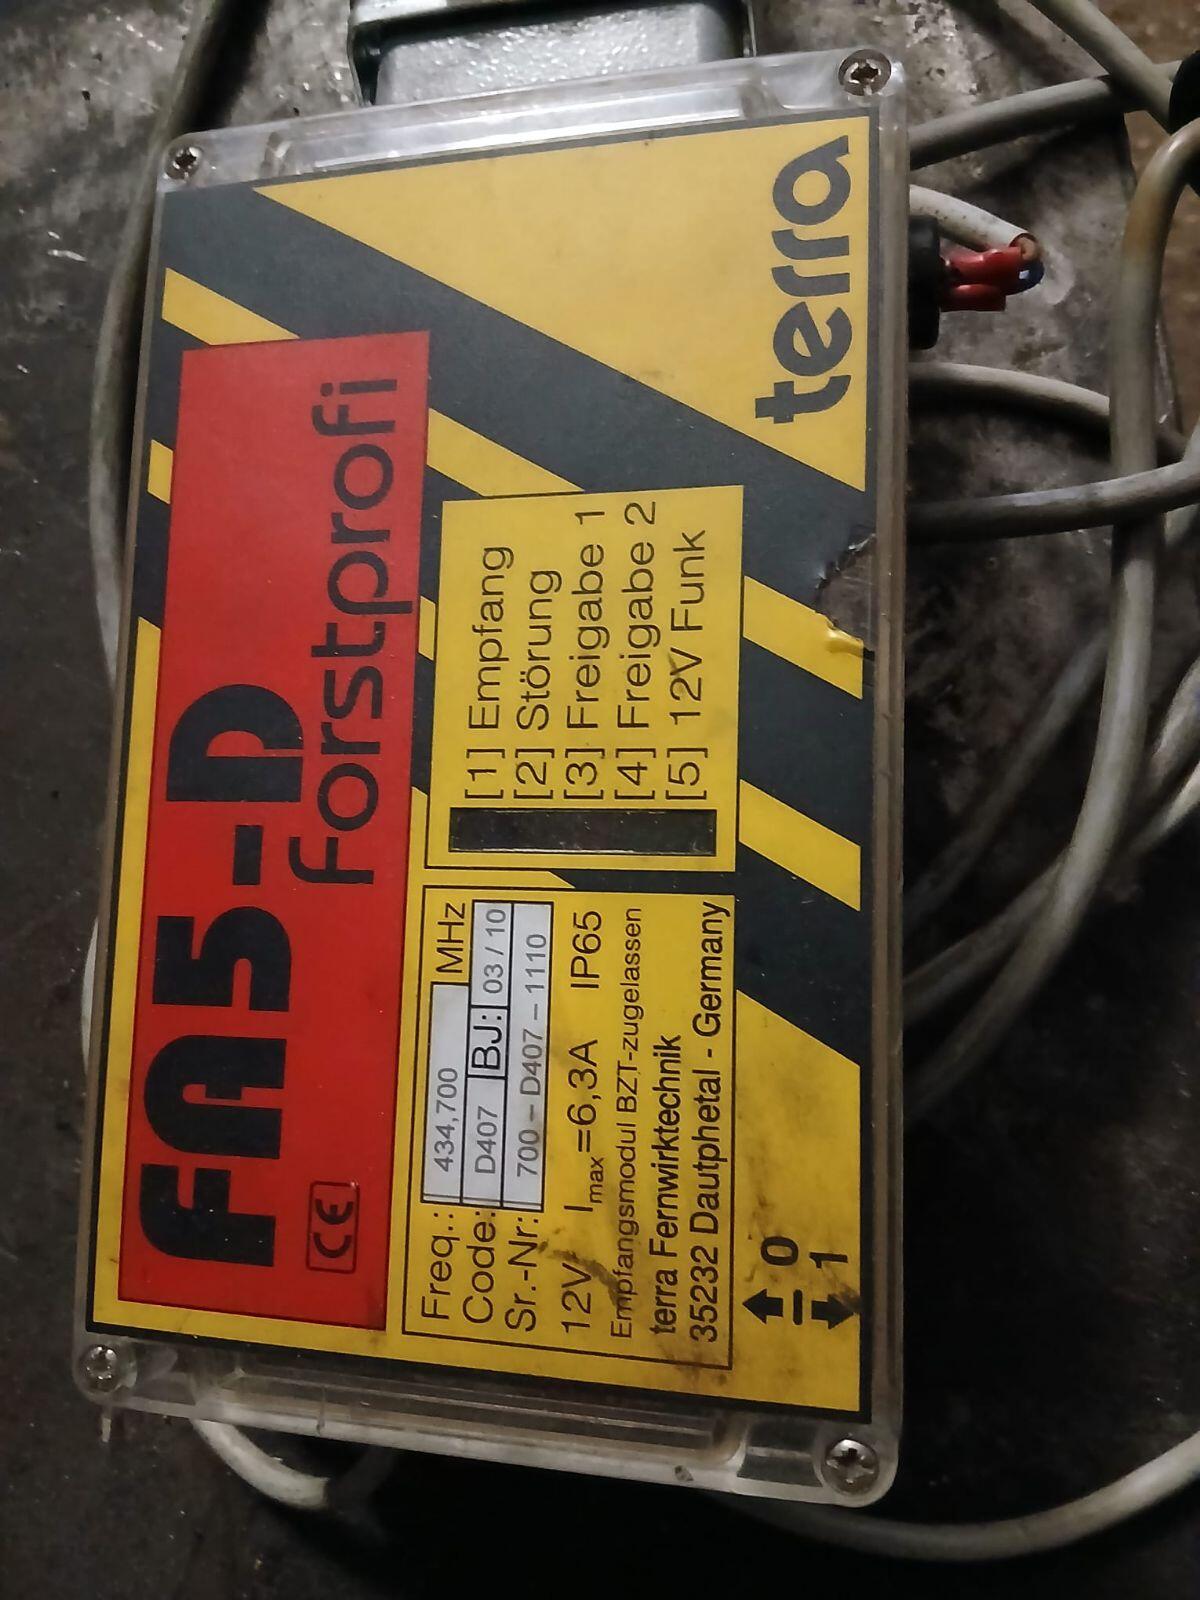 FA5-D
forstprofi
CE
terra
Freq.: 434,700 MHz
Code: D407 BJ: 03/10
Sr.-Nr: 700-D407-1110
12V Imax=6,3A IP65
Empfangsmodul BZT-zugelassen
terra Fernwirktechnik
35232 Dautphetal - Germany
[1] Empfang
[2] Störung
[3] Freigabe 1
[4] Freigabe 2
[5] 12V Funk
0
1